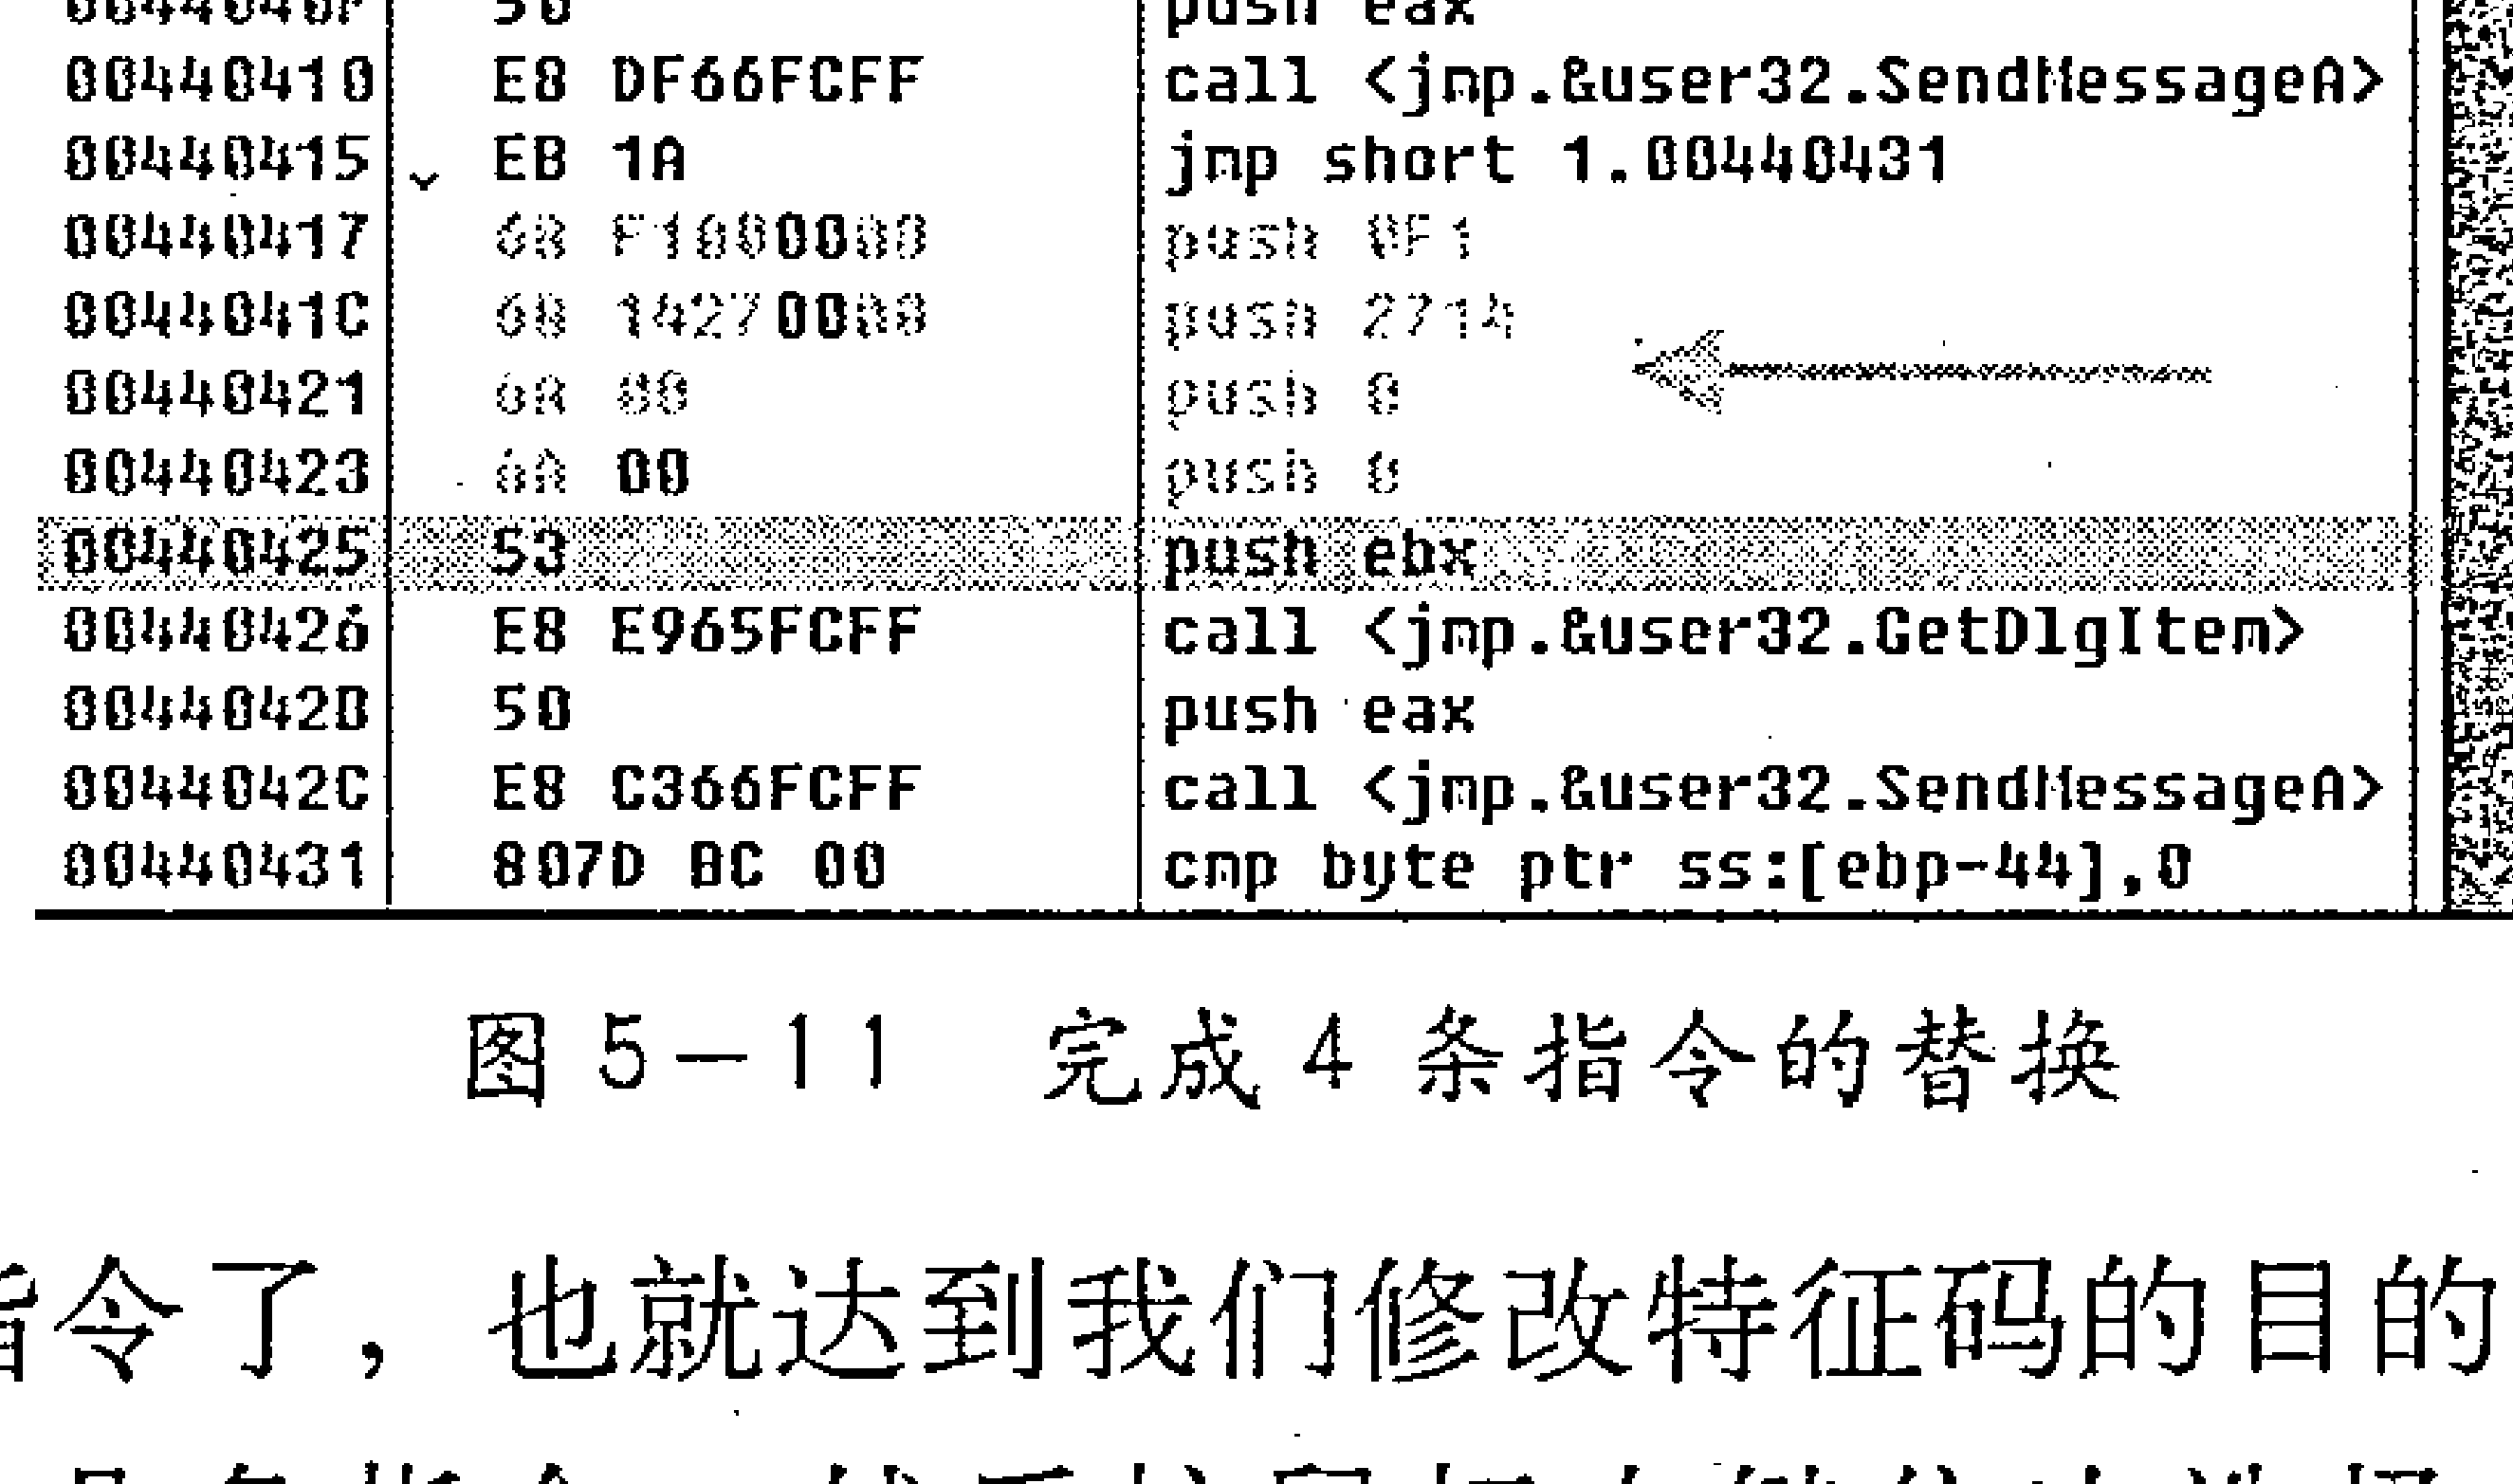 push eax
00440410 E8 DF66FCFF call <jmp.&user32.SendMessageA>
00440415 EB 1A jmp short 1.00440431
00440417 68 F1000000 push 0F1
0044041C 68 14270000 push 2714
00440421 6A 00 push 0
00440423 6A 00 push 0
00440425 53 push ebx
00440426 E8 E965FCFF call <jmp.&user32.GetDlgItem>
0044042B 50 push eax
0044042C E8 C366FCFF call <jmp.&user32.SendMessageA>
00440431 807D BC 00 cmp byte ptr ss:[ebp-44],0
图 5-11 完成 4 条指令的替换
指令了，也就达到我们修改特征码的目的